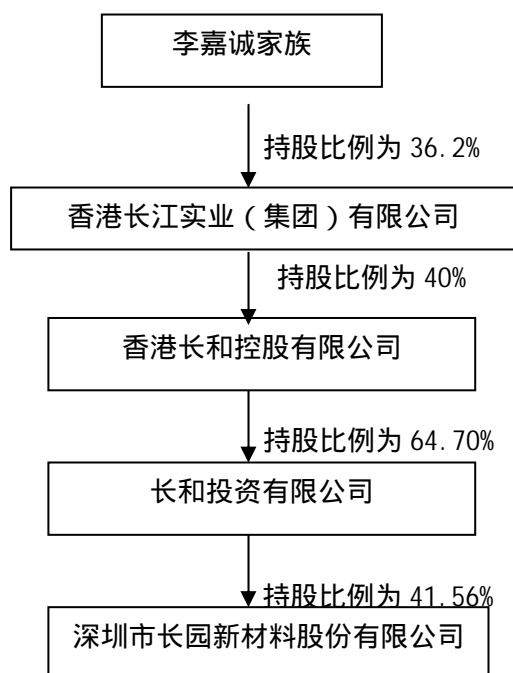 李嘉诚家族
持股比例为 36.2%
香港长江实业（集团）有限公司
持股比例为 40%
香港长和控股有限公司
持股比例为 64.70%
长和投资有限公司
持股比例为 41.56%
深圳市长园新材料股份有限公司